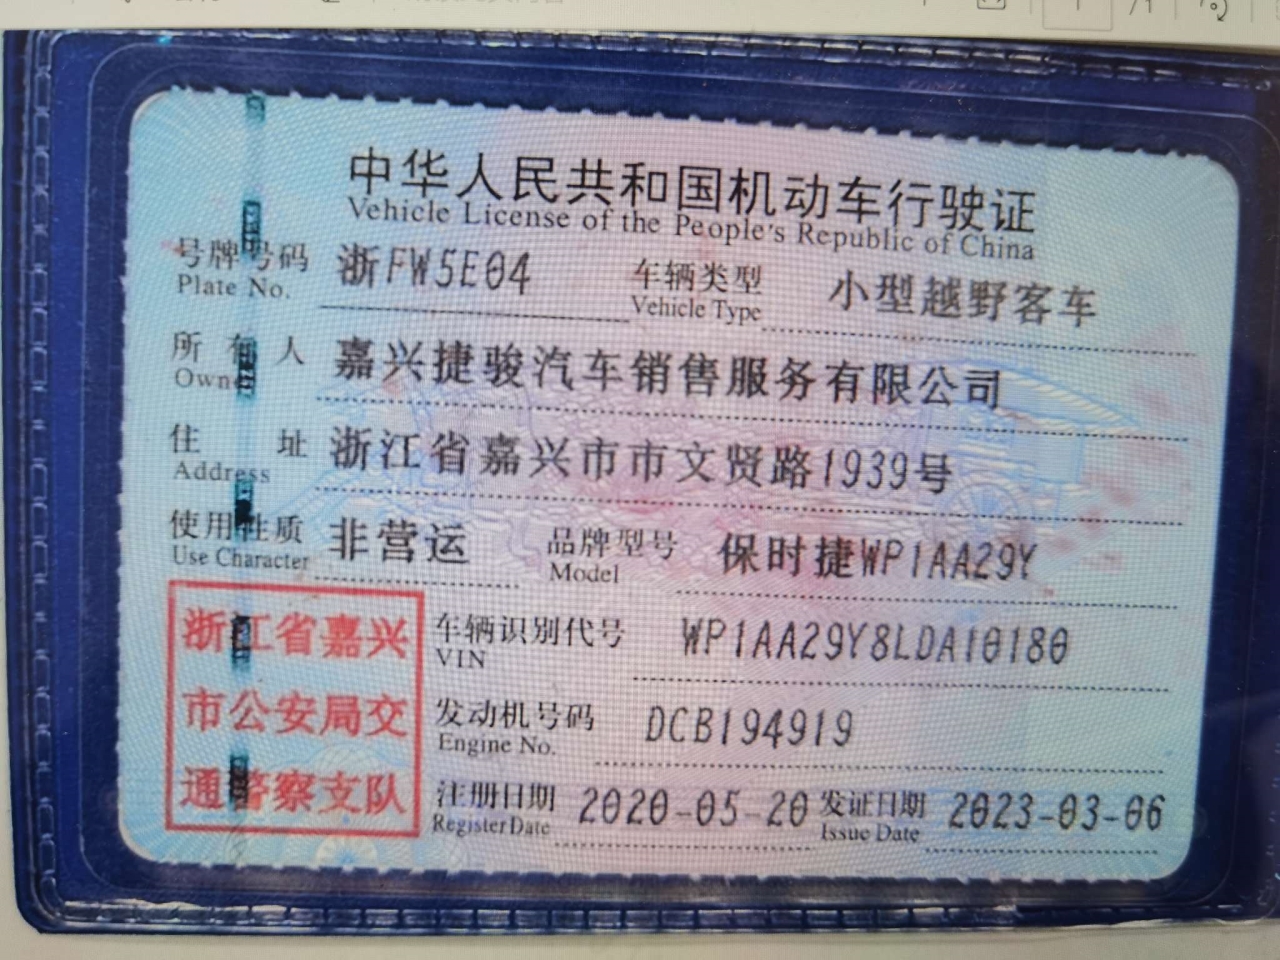 中华人民共和国机动车行驶证
Vehicle License of the People's Republic of China
号牌号码 浙FW5E04 车辆类型 小型越野客车
Plate No. Vehicle Type
所有人 嘉兴捷骏汽车销售服务有限公司
Owner
住址 浙江省嘉兴市市文贤路1939号
Address
使用性质 非营运 品牌型号 保时捷WP1AA29Y
Use Character Model
浙江省嘉兴
市公安局交
通警察支队
车辆识别代号 WP1AA29Y8LDA10180
VIN
发动机号码 DCB194919
Engine No.
注册日期 2020-05-20 发证日期 2023-03-06
Register Date Issue Date